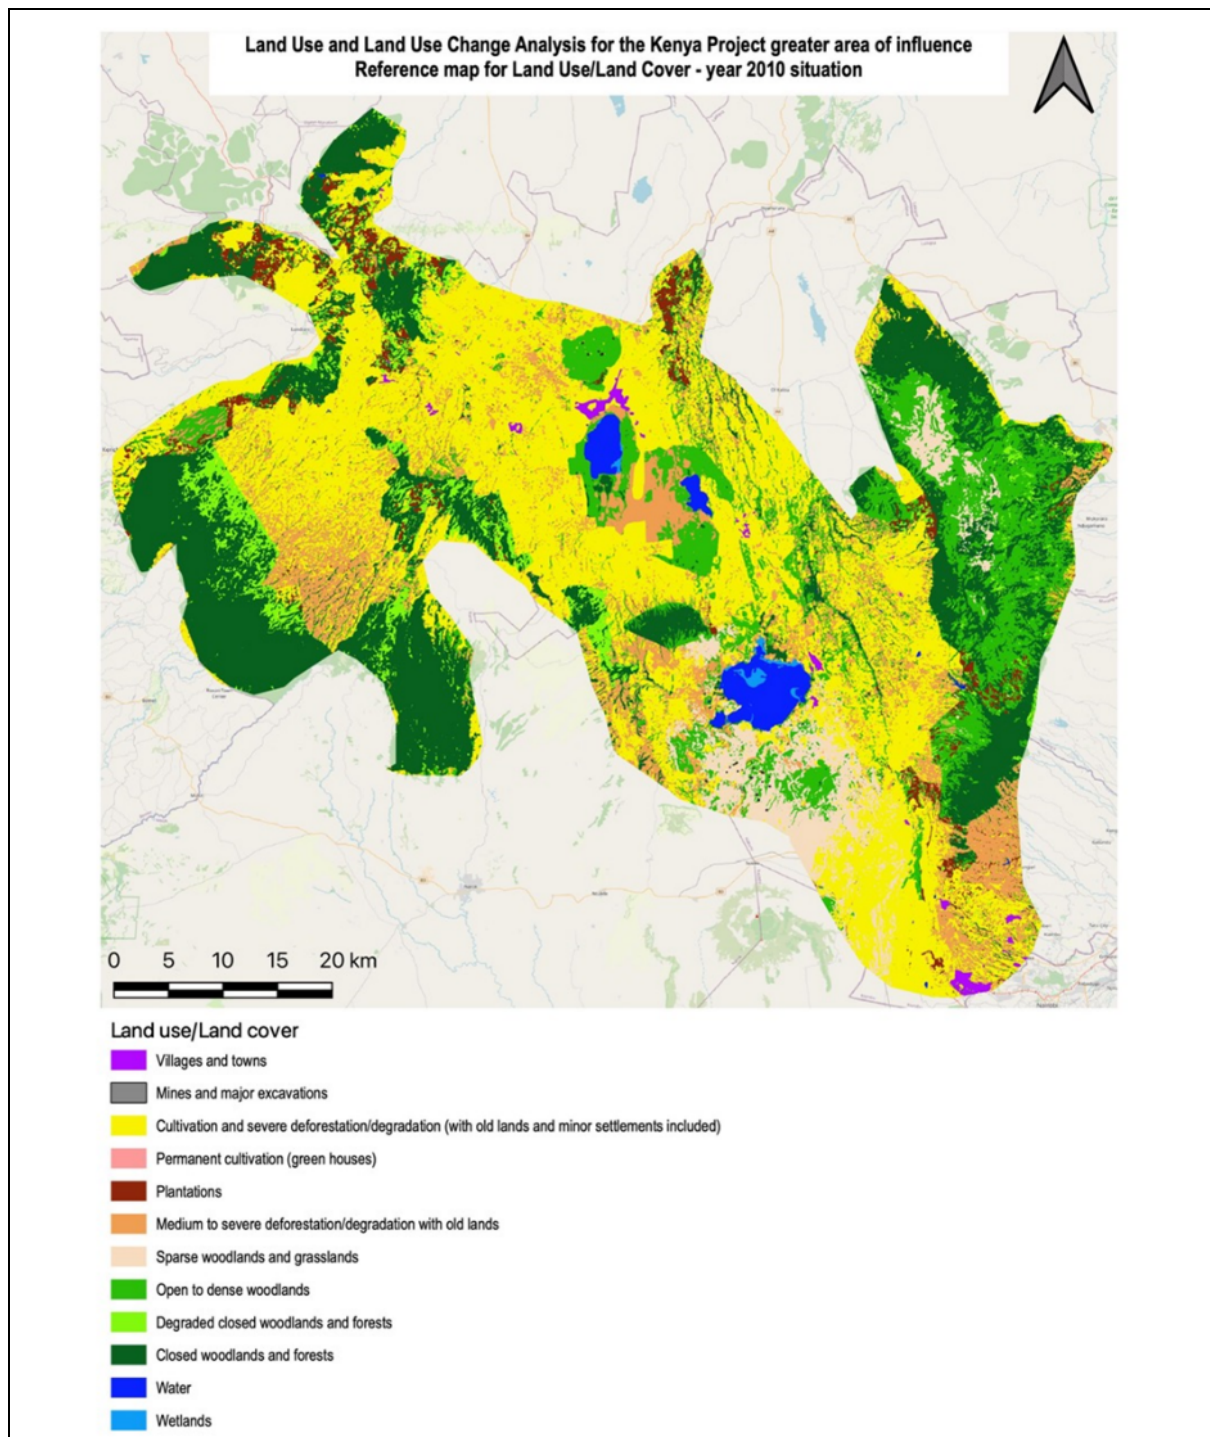 Land Use and Land Use Change Analysis for the Kenya Project greater area of influence
Reference map for Land Use/Land Cover - year 2010 situation
0 5 10 15 20 km
Land use/Land cover
Villages and towns
Mines and major excavations
Cultivation and severe deforestation/degradation (with old lands and minor settlements included)
Permanent cultivation (green houses)
Plantations
Medium to severe deforestation/degradation with old lands
Sparse woodlands and grasslands
Open to dense woodlands
Degraded closed woodlands and forests
Closed woodlands and forests
Water
Wetlands